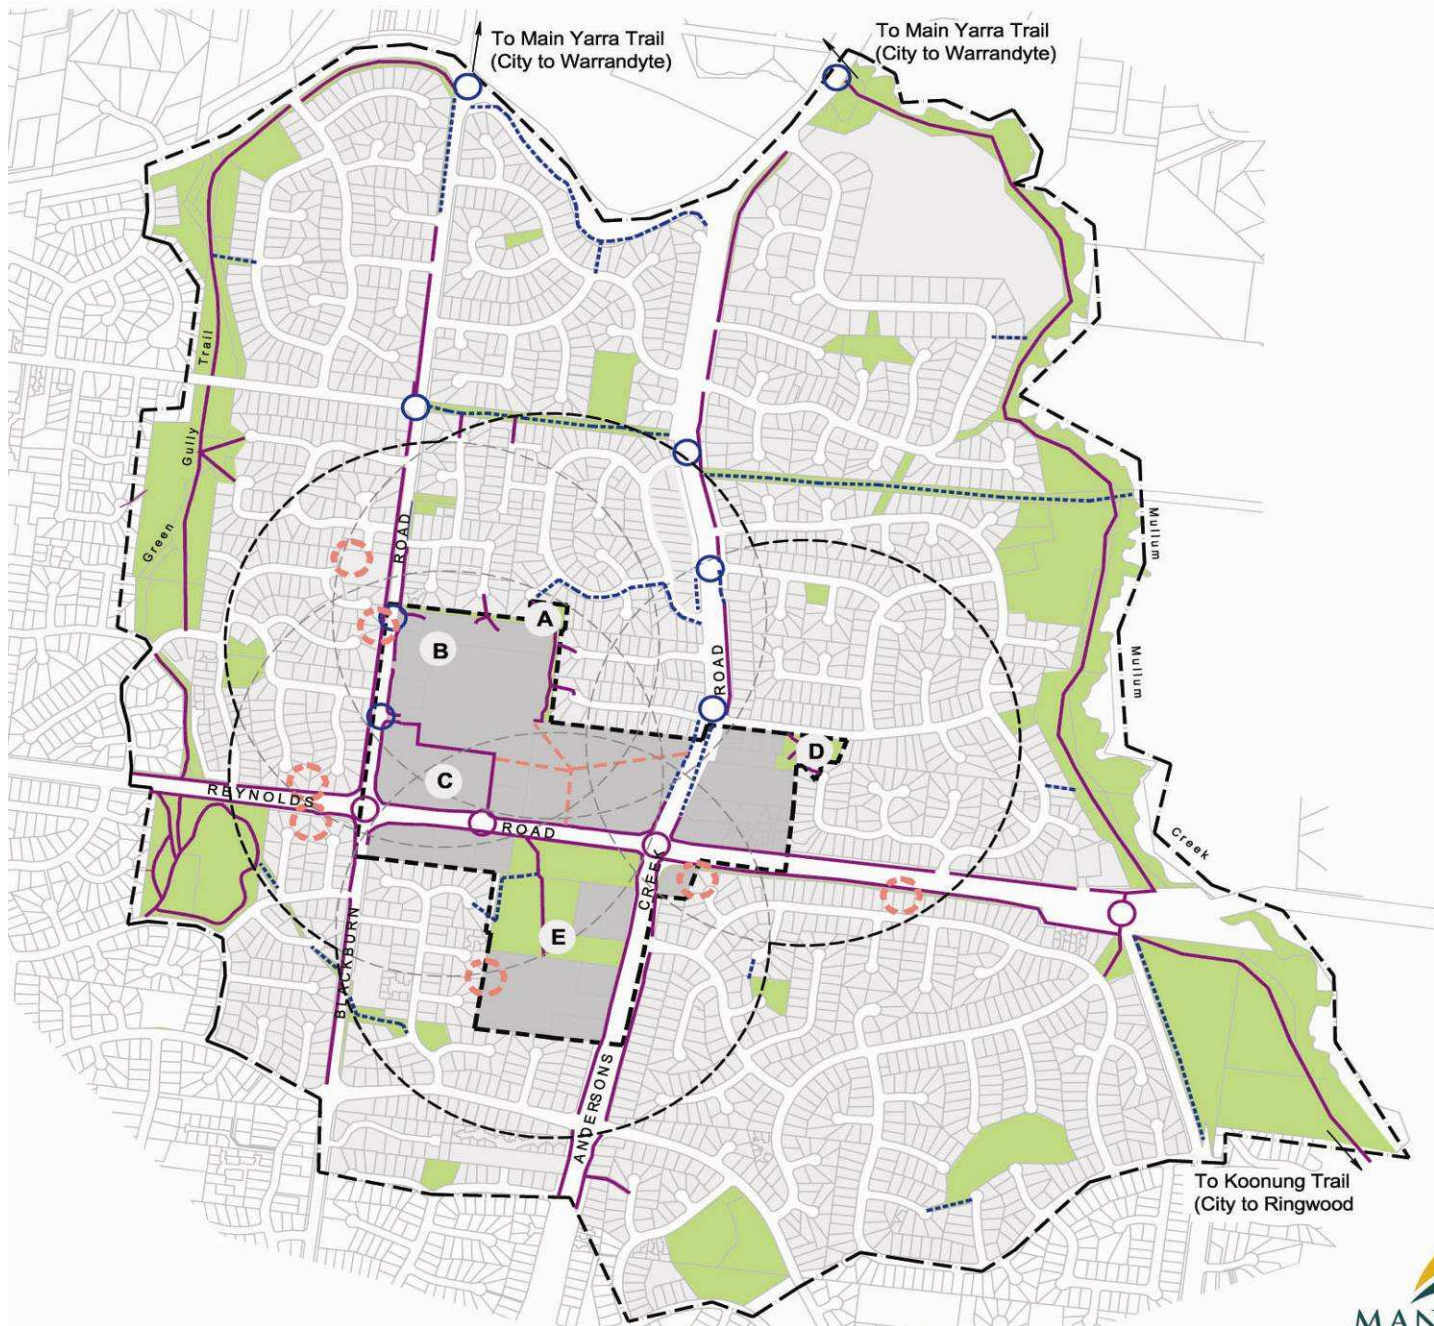 To Main Yarra Trail
(City to Warrandyte)
To Main Yarra Trail
(City to Warrandyte)
Green Gully Trail
ROAD
Mullum
A
B
ROAD
Mullum
D
C
REYNOLDS
ROAD
Creek
CREEK
E
BLACKBURN
ANDERSONS
To Koonung Trail
(City to Ringwood
MAN